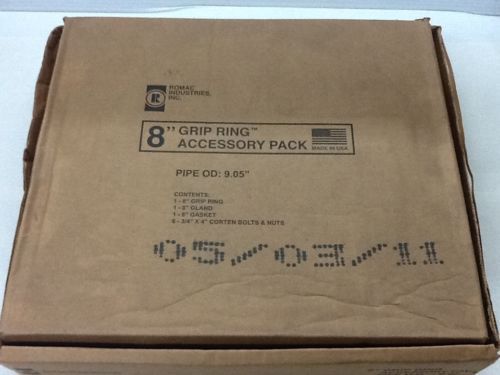 ROMAC
INDUSTRIES,
INC.
R
8" GRIP RING™
ACCESSORY PACK
MADE IN USA
PIPE OD: 9.05"
CONTENTS:
1 - 8" GRIP RING
1 - 8" GLAND
1 - 8" GASKET
6 - 3/4" X 4" CORTEN BOLTS & NUTS
05/03/11